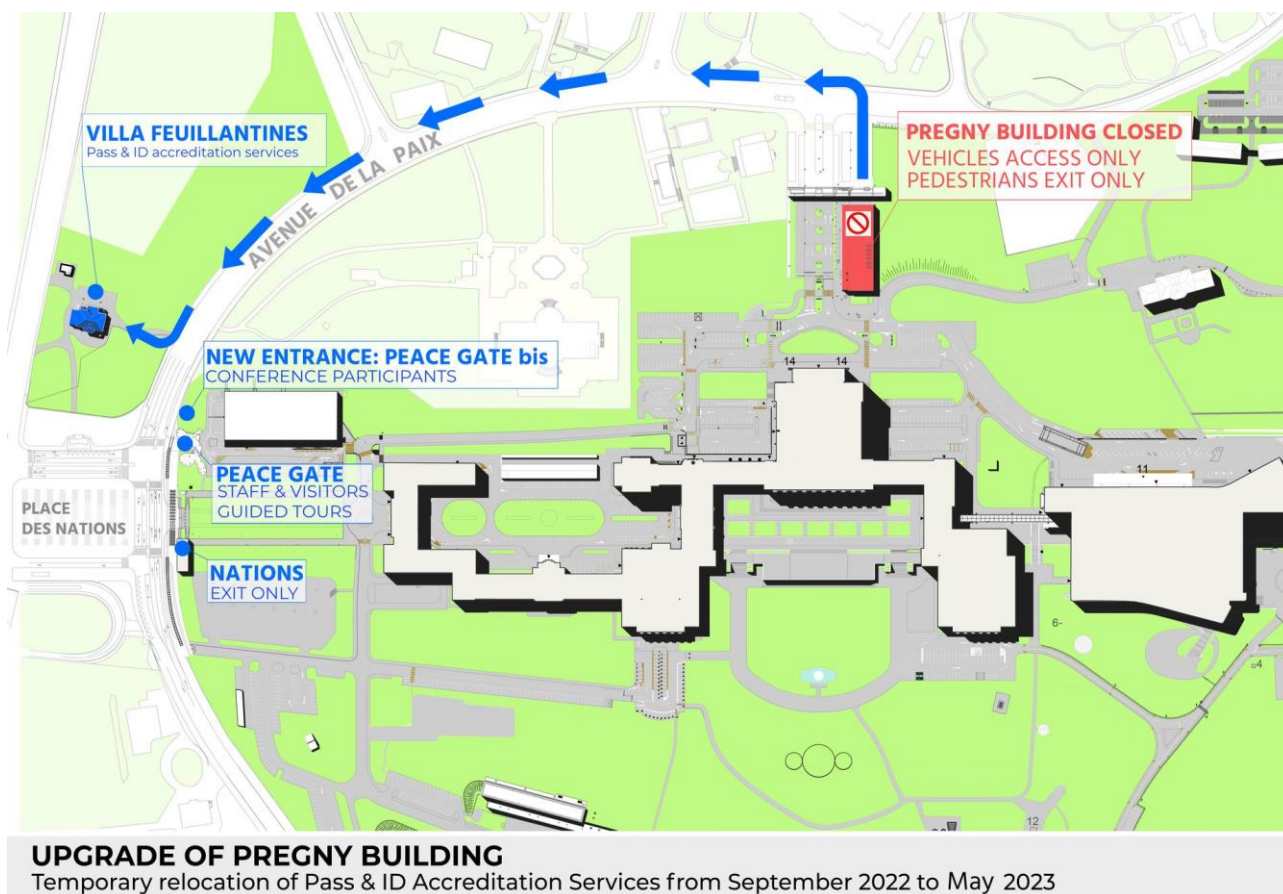 VILLA FEUILLANTINES
Pass & ID accreditation services
AVENUE DE LA PAIX
PREGNY BUILDING CLOSED
VEHICLES ACCESS ONLY
PEDESTRIANS EXIT ONLY
NEW ENTRANCE: PEACE GATE bis
CONFERENCE PARTICIPANTS
14
14
PEACE GATE
STAFF & VISITORS
GUIDED TOURS
11
PLACE
DES NATIONS
NATIONS
EXIT ONLY
6-
4
12
UPGRADE OF PREGNY BUILDING
Temporary relocation of Pass & ID Accreditation Services from September 2022 to May 2023